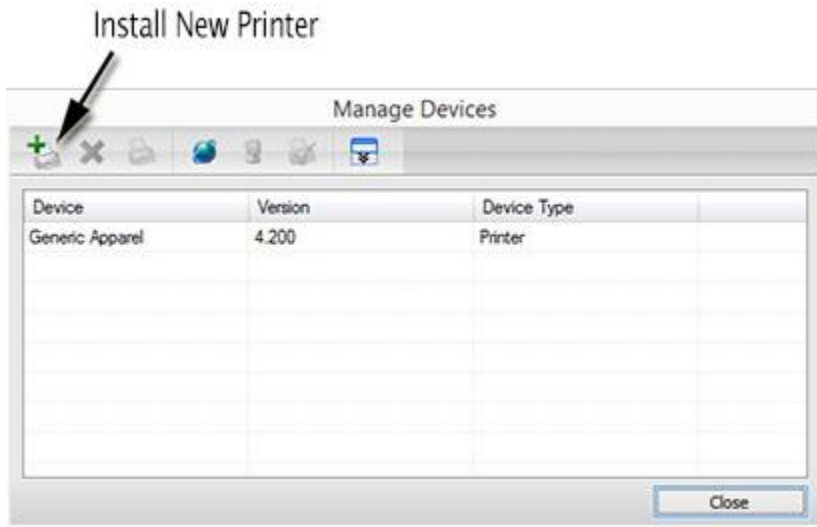 Install New Printer
Manage Devices
Device Version Device Type
Generic Apparel 4.200 Printer
Close